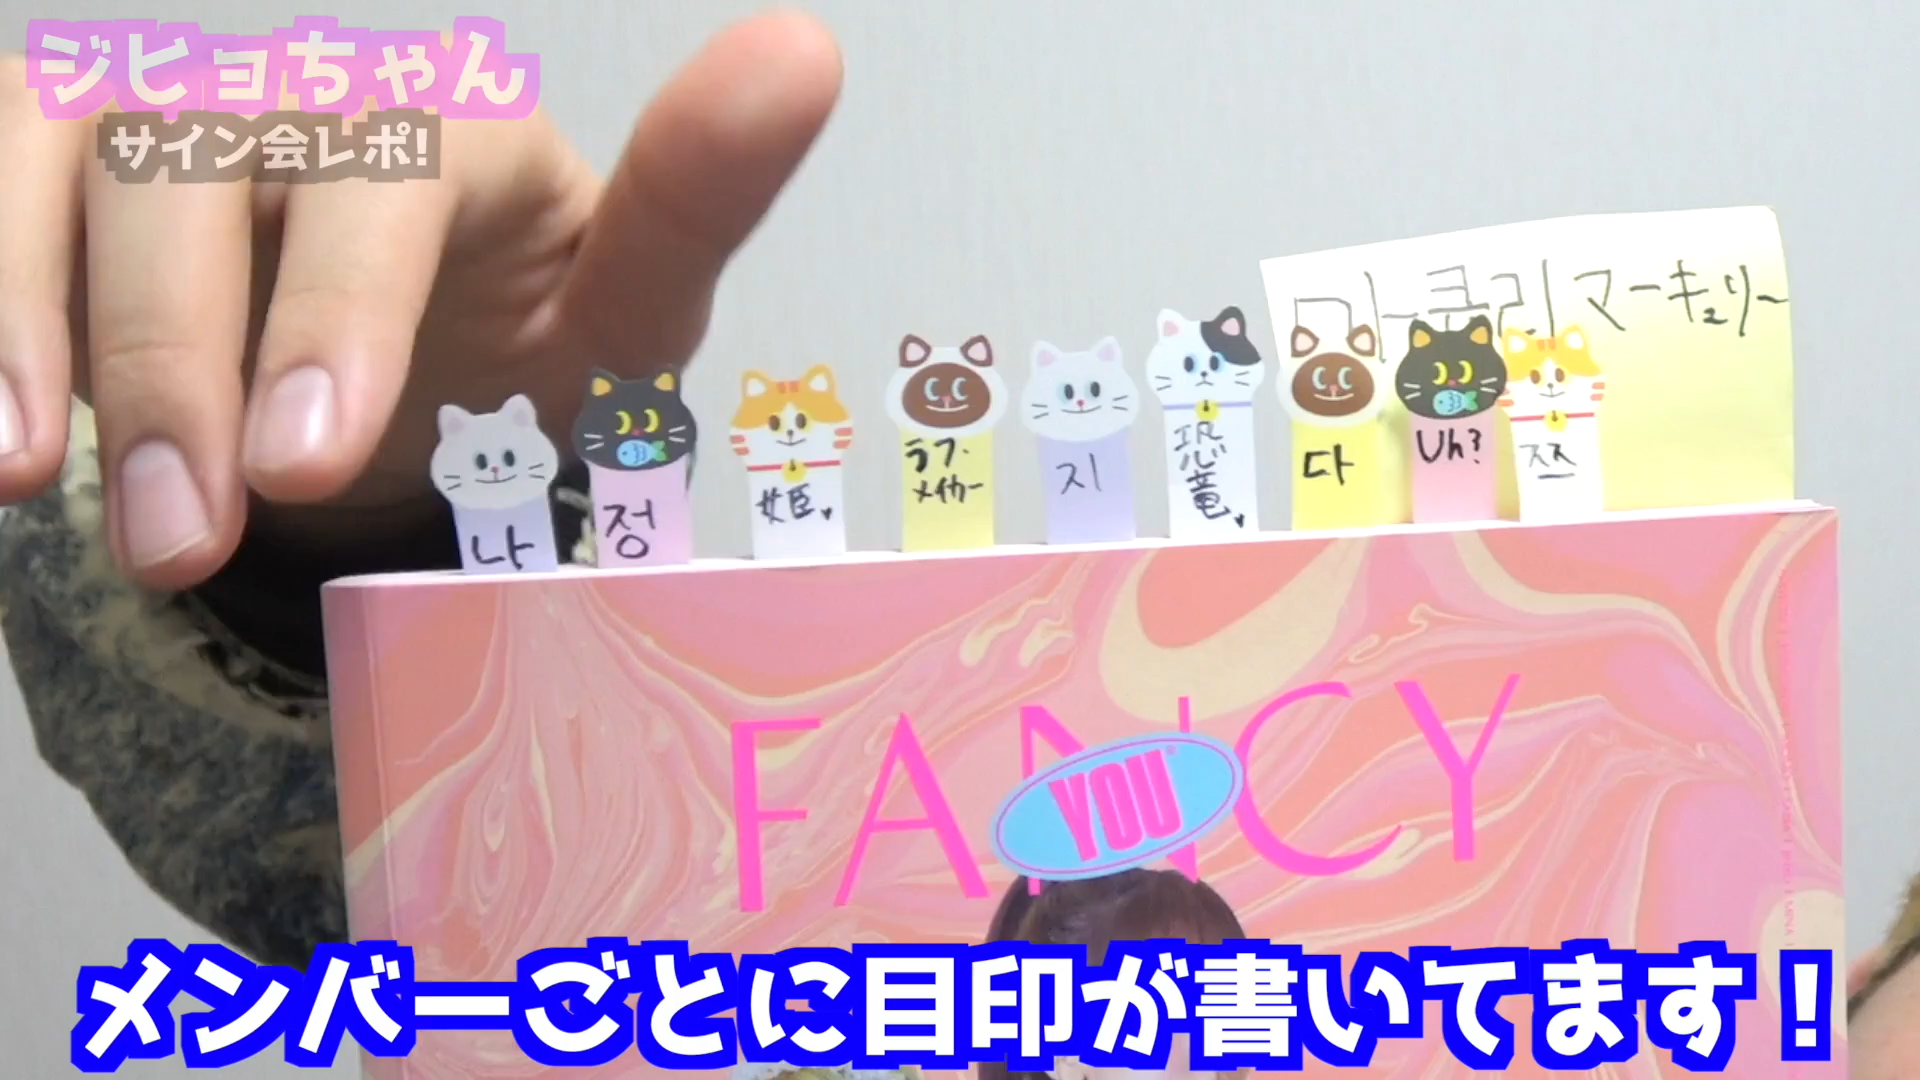 ジヒョちゃん
サイン会レポ!
마큐리 マーキュリー
나
정
姫♥
ラブ・
メイカー
지
恐竜♥
다
Uh?
쯔
FANCY
YOU
メンバーごとに目印が書いてます！